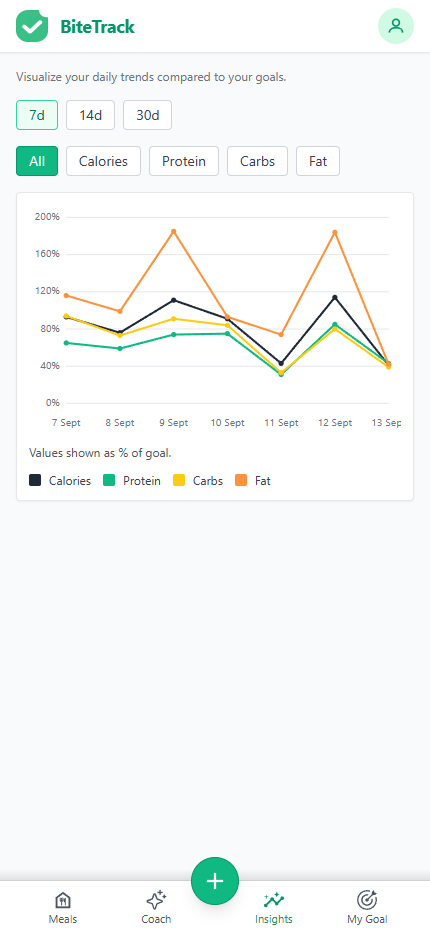 BiteTrack
Visualize your daily trends compared to your goals.
7d 14d 30d
All Calories Protein Carbs Fat
200%
160%
120%
80%
40%
0%
7 Sept 8 Sept 9 Sept 10 Sept 11 Sept 12 Sept 13 Sep
Values shown as % of goal.
Calories Protein Carbs Fat
Meals Coach Insights My Goal